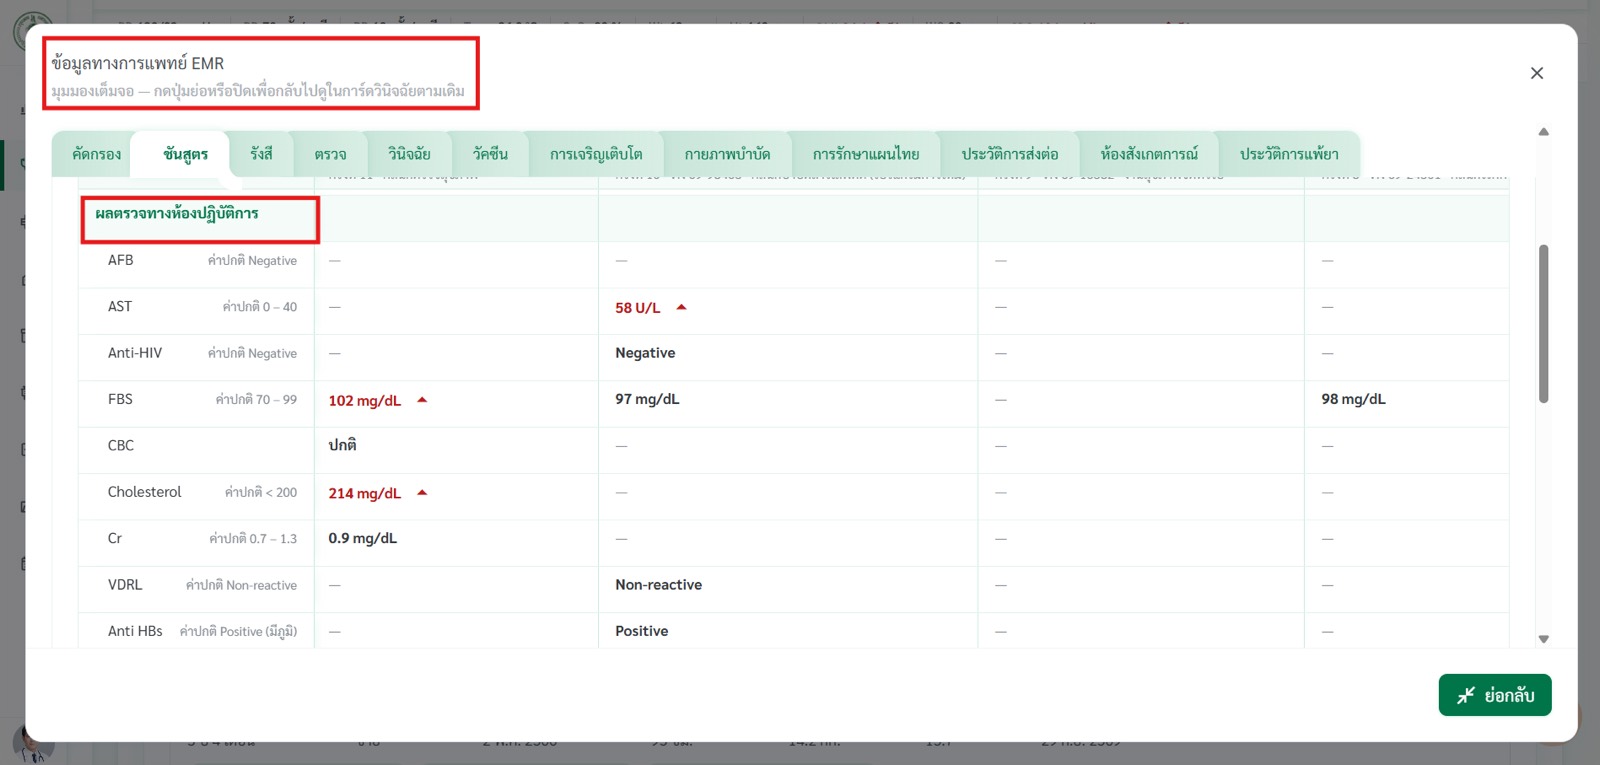 ข้อมูลทางการแพทย์ EMR
มุมมองเต็มจอ — กดปุ่มย่อหรือปิดเพื่อกลับไปดูในการ์ดวินิจฉัยตามเดิม
คัดกรอง ชันสูตร รังสี ตรวจ วินิจฉัย วัคซีน การเจริญเติบโต กายภาพบำบัด การรักษาแผนไทย ประวัติการส่งต่อ ห้องสังเกตการณ์ ประวัติการแพ้ยา
ผลตรวจทางห้องปฏิบัติการ
AFB ค่าปกติ Negative — — — —
AST ค่าปกติ 0 – 40 — 58 U/L — —
Anti-HIV ค่าปกติ Negative — Negative — —
FBS ค่าปกติ 70 – 99 102 mg/dL 97 mg/dL — 98 mg/dL
CBC ปกติ — — —
Cholesterol ค่าปกติ < 200 214 mg/dL — — —
Cr ค่าปกติ 0.7 – 1.3 0.9 mg/dL — — —
VDRL ค่าปกติ Non-reactive — Non-reactive — —
Anti HBs ค่าปกติ Positive (มีภูมิ) — Positive — —
ย่อกลับ